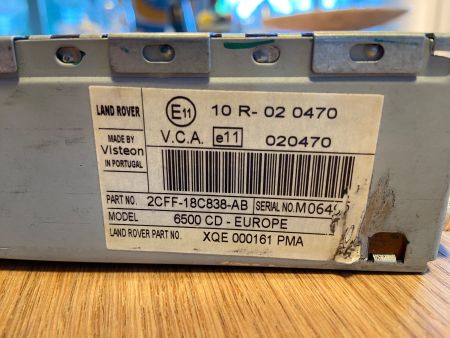 LAND ROVER
E11 10 R- 02 0470
MADE BY
Visteon
IN PORTUGAL
V.C.A. e11 020470
PART NO. 2CFF-18C838-AB SERIAL NO.
MODEL 6500 CD - EUROPE
LAND ROVER PART NO. XQE 000161 PMA